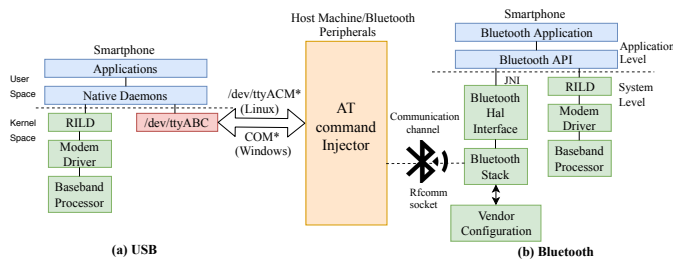 Host Machine/Bluetooth
Peripherals
Smartphone
Applications
User
Space
Native Daemons
Kernel
Space
RILD
/dev/ttyABC
Modem
Driver
Baseband
Processor
/dev/ttyACM*
(Linux)
COM*
(Windows)
AT
command
Injector
Communication
channel
Rfcomm
socket
Smartphone
Bluetooth Application
Application
Level
Bluetooth API
JNI
System
Level
Bluetooth
Hal
Interface
RILD
Modem
Driver
Bluetooth
Stack
Baseband
Processor
Vendor
Configuration
(a) USB
(b) Bluetooth